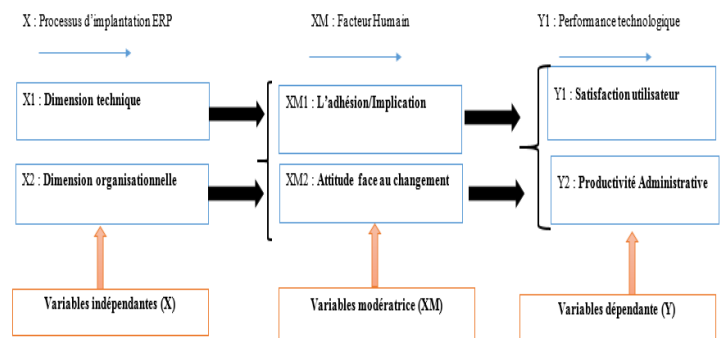 X : Processus d'implantation ERP
XM : Facteur Humain
Y1 : Performance technologique
X1 : Dimension technique
XM1 : L'adhésion/Implication
Y1 : Satisfaction utilisateur
X2 : Dimension organisationnelle
XM2 : Attitude face au changement
Y2 : Productivité Administrative
Variables indépendantes (X)
Variables modératrice (XM)
Variables dépendante (Y)